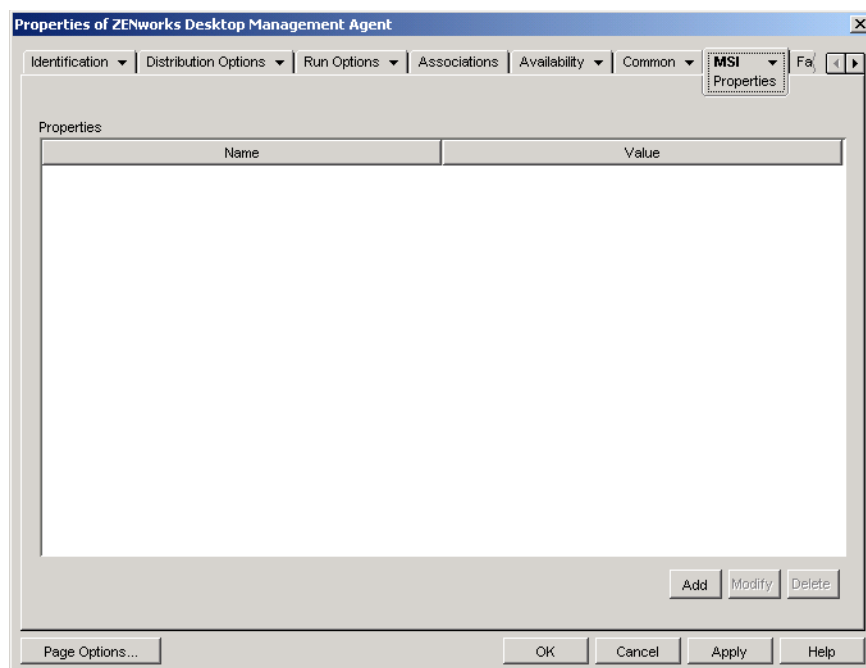 Properties of ZENworks Desktop Management Agent
Identification Distribution Options Run Options Associations Availability Common MSI Fa
Properties
Properties
Name Value
Add Modify Delete
Page Options... OK Cancel Apply Help